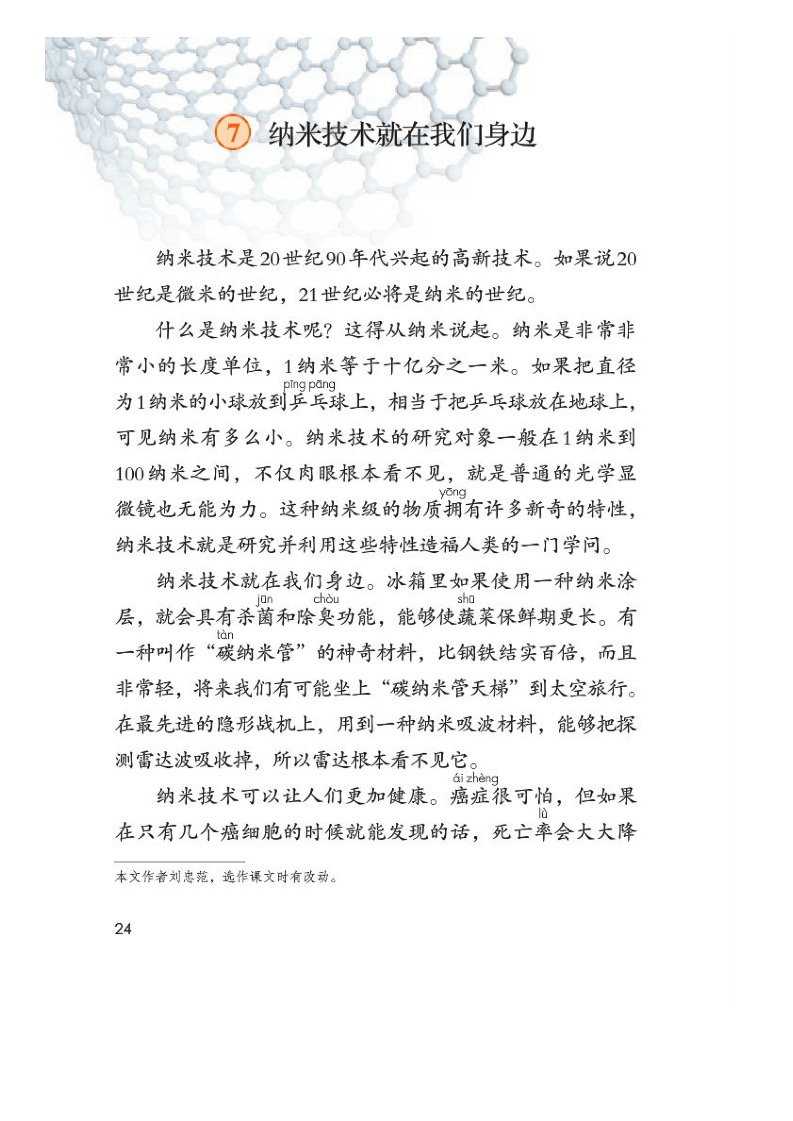 7 纳米技术就在我们身边
纳米技术是20世纪90年代兴起的高新技术。如果说20
世纪是微米的世纪，21世纪必将是纳米的世纪。
什么是纳米技术呢？这得从纳米说起。纳米是非常非
常小的长度单位，1纳米等于十亿分之一米。如果把直径
pīng pāng
为1纳米的小球放到乒乓球上，相当于把乒乓球放在地球上，
可见纳米有多么小。纳米技术的研究对象一般在1纳米到
100纳米之间，不仅肉眼根本看不见，就是普通的光学显
yōng
微镜也无能为力。这种纳米级的物质拥有许多新奇的特性，
纳米技术就是研究并利用这些特性造福人类的一门学问。
纳米技术就在我们身边。冰箱里如果使用一种纳米涂
jūn chòu shū
层，就会具有杀菌和除臭功能，能够使蔬菜保鲜期更长。有
tàn
一种叫作“碳纳米管”的神奇材料，比钢铁结实百倍，而且
非常轻，将来我们有可能坐上“碳纳米管天梯”到太空旅行。
在最先进的隐形战机上，用到一种纳米吸波材料，能够把探
测雷达波吸收掉，所以雷达根本看不见它。
ái zhèng
纳米技术可以让人们更加健康。癌症很可怕，但如果
lǜ
在只有几个癌细胞的时候就能发现的话，死亡率会大大降
本文作者刘忠范，选作课文时有改动。
24